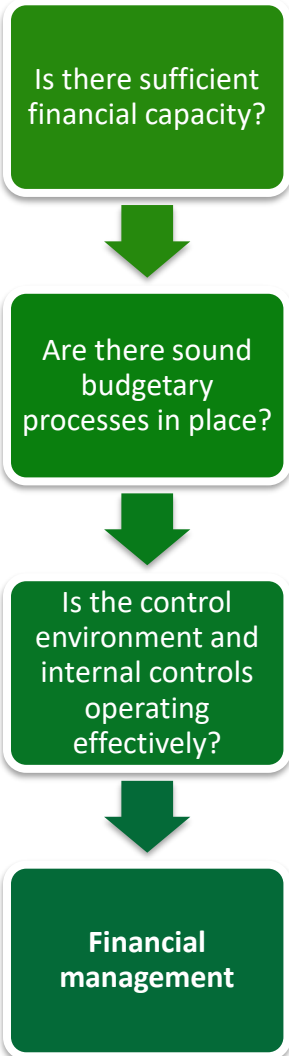 Is there sufficient
financial capacity?
Are there sound
budgetary
processes in place?
Is the control
environment and
internal controls
operating
effectively?
Financial
management